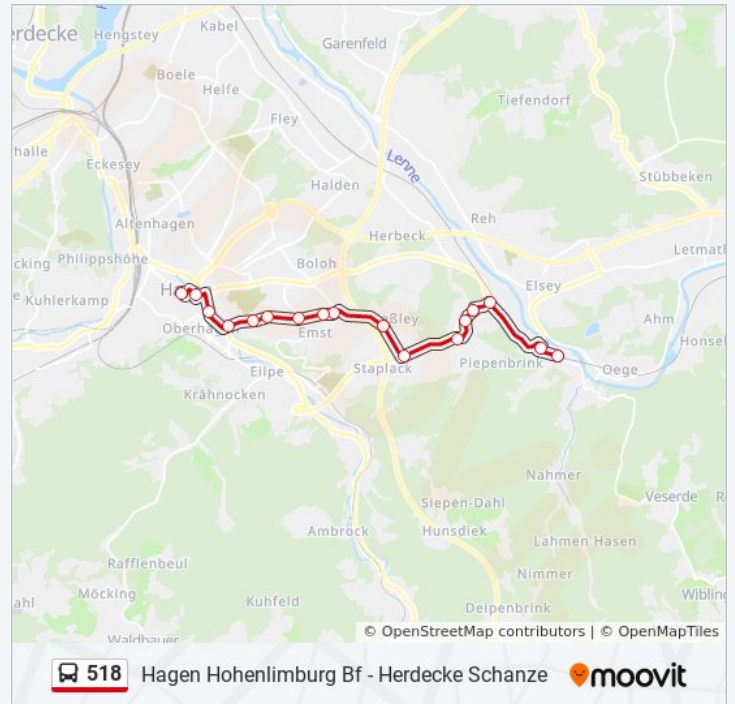 erdecke
Hengstey
Kabel
Garenfeld
Boele
Helfe
Tiefendorf
Fley
halle
Eckesey
Lenne
Halden
Stübbeken
Altenhagen
Reh
Herbeck
Letmath
cking
Philippshöhe
Boloh
Kuhlerkamp
Ha
Elsey
Oberha
Emst
ßley
Ahm
Honsel
Eilpe
Staplack
Piepenbrink
Oege
Krähnocken
Nahmer
Siepen-Dahl
Veserde
R
Ambrock
Hunsdiek
Lahmen Hasen
Rafflenbeul
Nimmer
ahl
Möcking
Kuhfeld
Deipenbrink
Wibling
Waldbauer
© OpenStreetMap contributors | © OpenMapTiles
518 Hagen Hohenlimburg Bf - Herdecke Schanze moovit